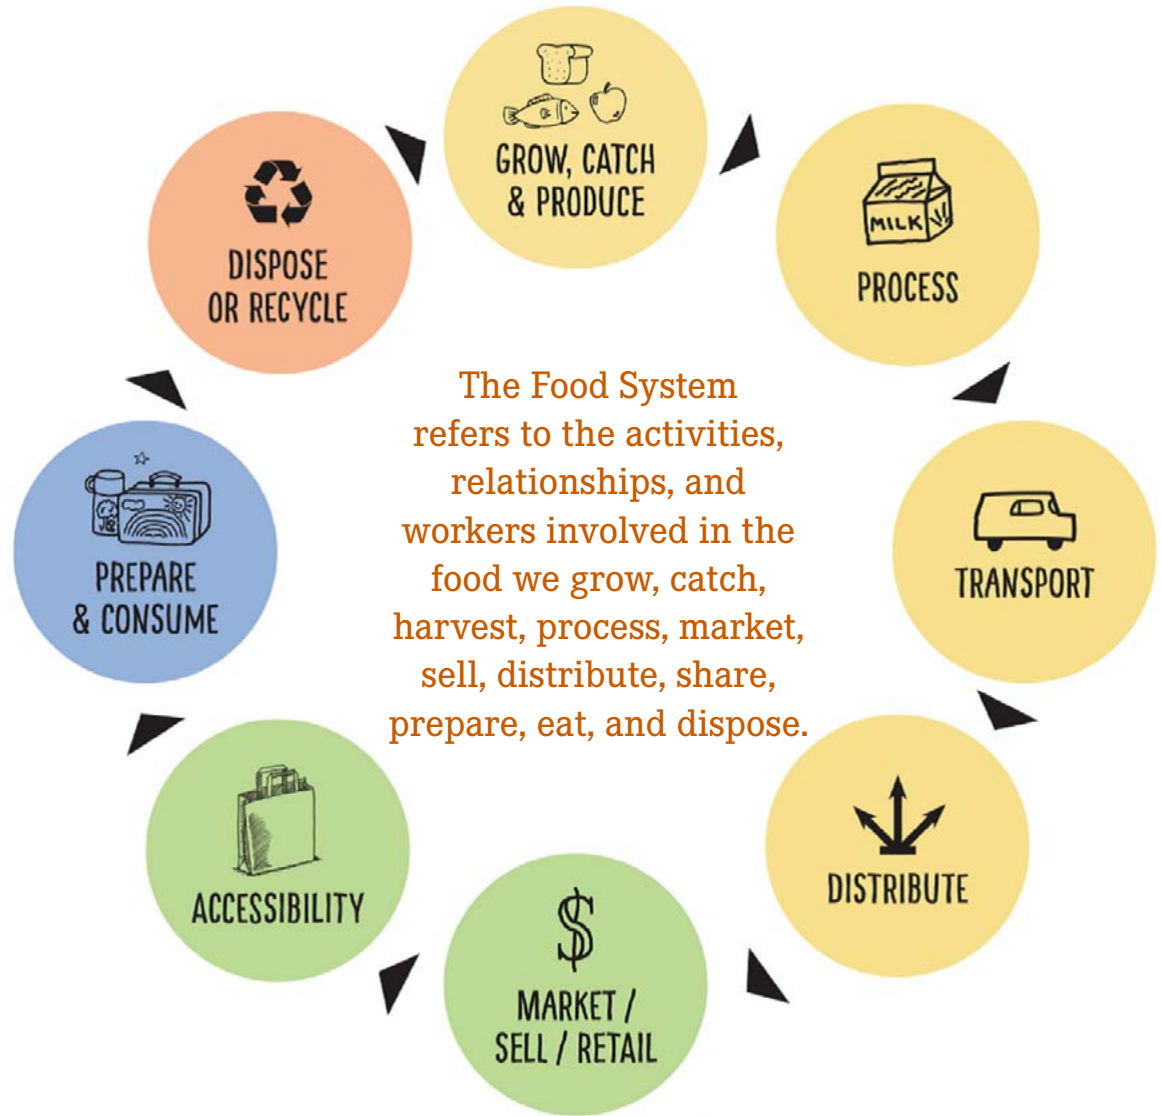 GROW, CATCH
& PRODUCE
MILK
PROCESS
TRANSPORT
DISTRIBUTE
MARKET /
SELL / RETAIL
ACCESSIBILITY
PREPARE
& CONSUME
DISPOSE
OR RECYCLE
The Food System
refers to the activities,
relationships, and
workers involved in the
food we grow, catch,
harvest, process, market,
sell, distribute, share,
prepare, eat, and dispose.